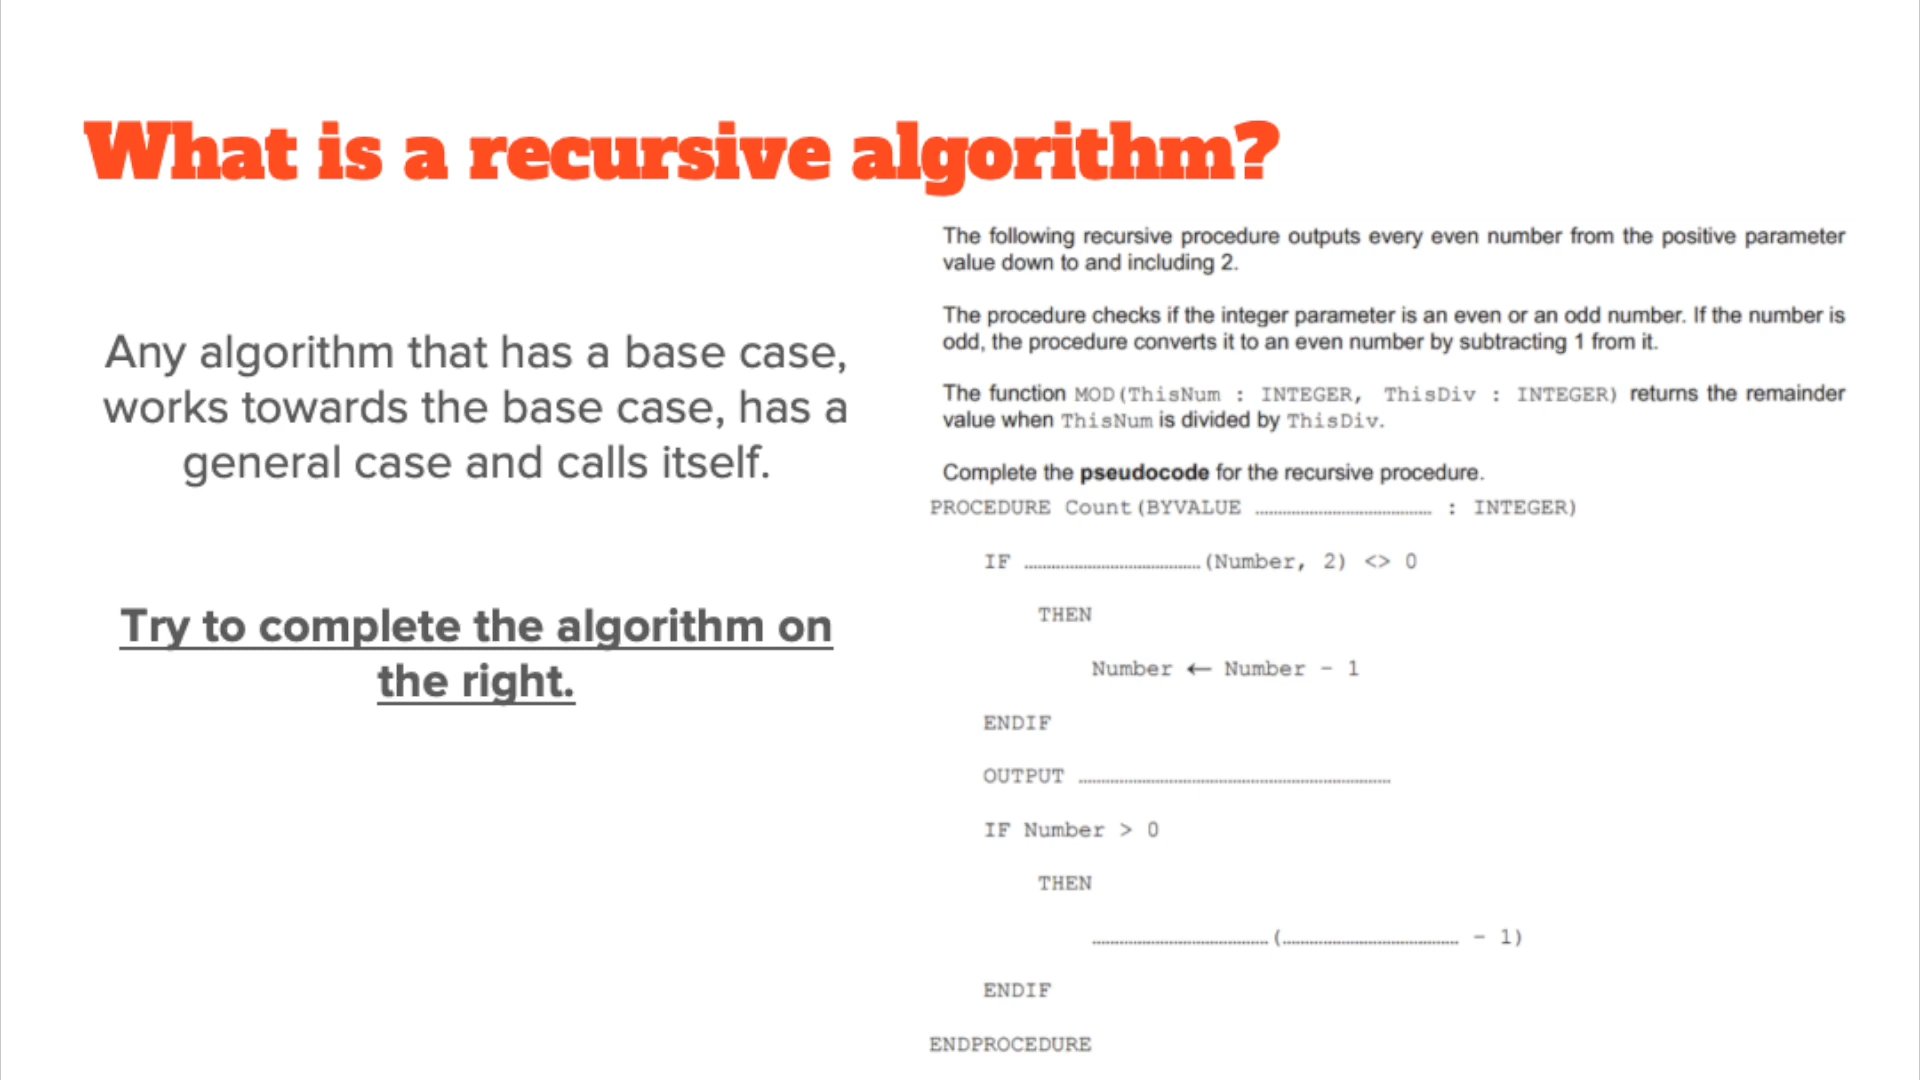 What is a recursive algorithm?
Any algorithm that has a base case,
works towards the base case, has a
general case and calls itself.
Try to complete the algorithm on
the right.
The following recursive procedure outputs every even number from the positive parameter
value down to and including 2.
The procedure checks if the integer parameter is an even or an odd number. If the number is
odd, the procedure converts it to an even number by subtracting 1 from it.
The function MOD(ThisNum : INTEGER, ThisDiv : INTEGER) returns the remainder
value when ThisNum is divided by ThisDiv.
Complete the pseudocode for the recursive procedure.
PROCEDURE Count(BYVALUE ................................ : INTEGER)
IF ................................(Number, 2) <> 0
THEN
Number ← Number - 1
ENDIF
OUTPUT ........................................................
IF Number > 0
THEN
................................(................................ - 1)
ENDIF
ENDPROCEDURE